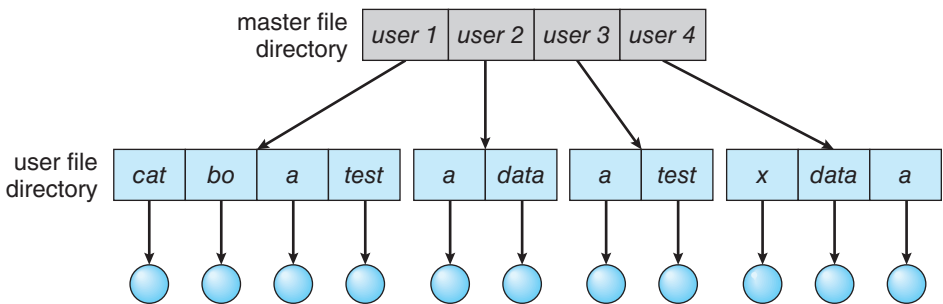 master file
directory
user 1 user 2 user 3 user 4
user file
directory
cat bo a test a data a test x data a